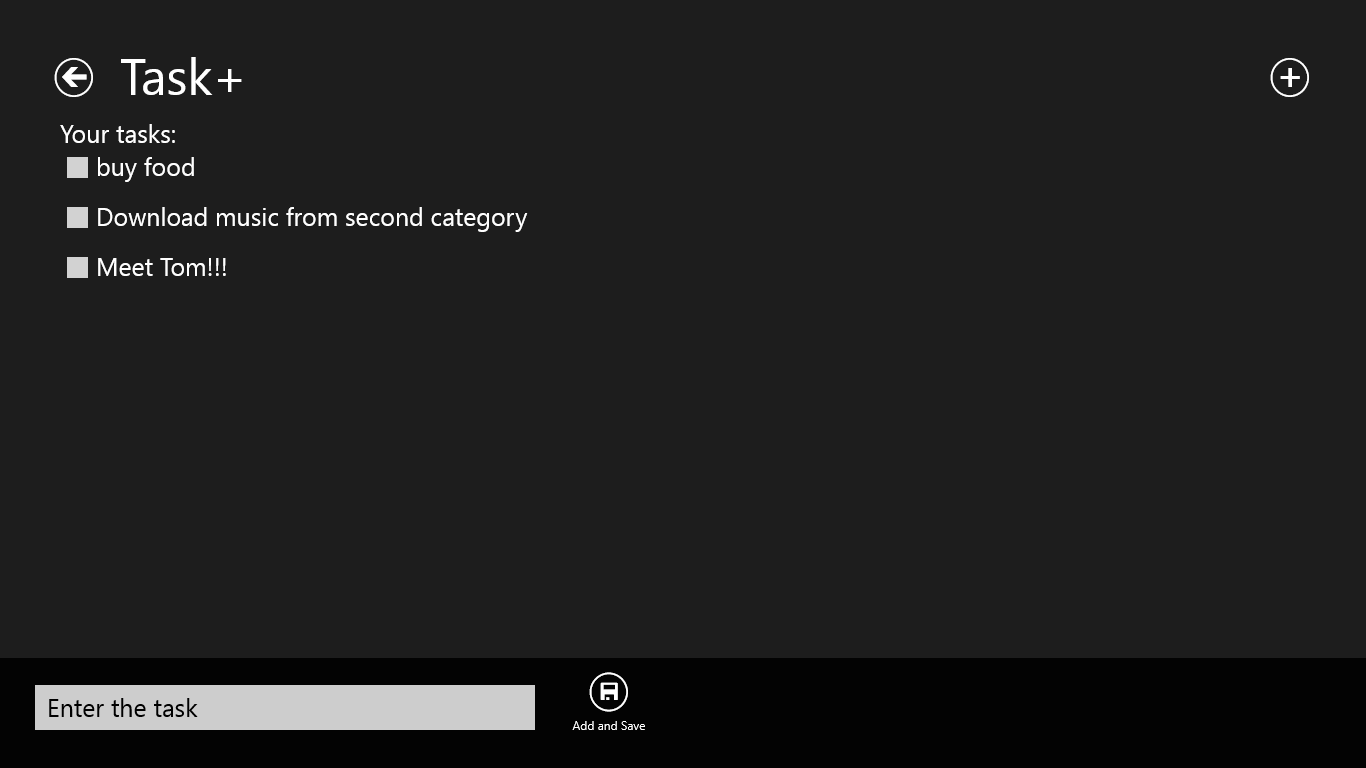 Task+
Your tasks:
buy food
Download music from second category
Meet Tom!!!
Enter the task
Add and Save